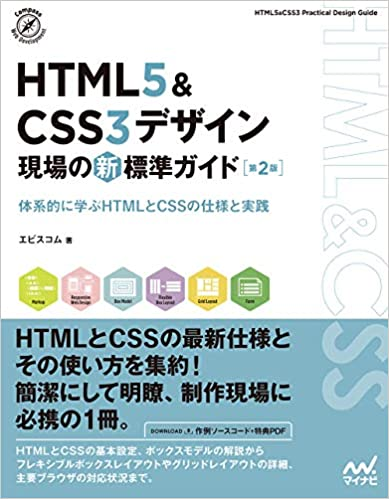 Compass
Web Development
HTML5&CSS3 Practical Design Guide
HTML5&
CSS3デザイン
現場の新標準ガイド[第2版]
体系的に学ぶHTMLとCSSの仕様と実践
エビスコム 著
Markup
Responsive
Web Design
Box Model
Flexible
Box Layout
Grid Layout
Form
HTML&CSS
HTMLとCSSの最新仕様と
その使い方を集約!
簡潔にして明瞭、制作現場に
必携の1冊。
DOWNLOAD 作例ソースコード+特典PDF
HTMLとCSSの基本設定、ボックスモデルの解説から
フレキシブルボックスレイアウトやグリッドレイアウトの詳細、
主要ブラウザの対応状況まで。
マイナビ